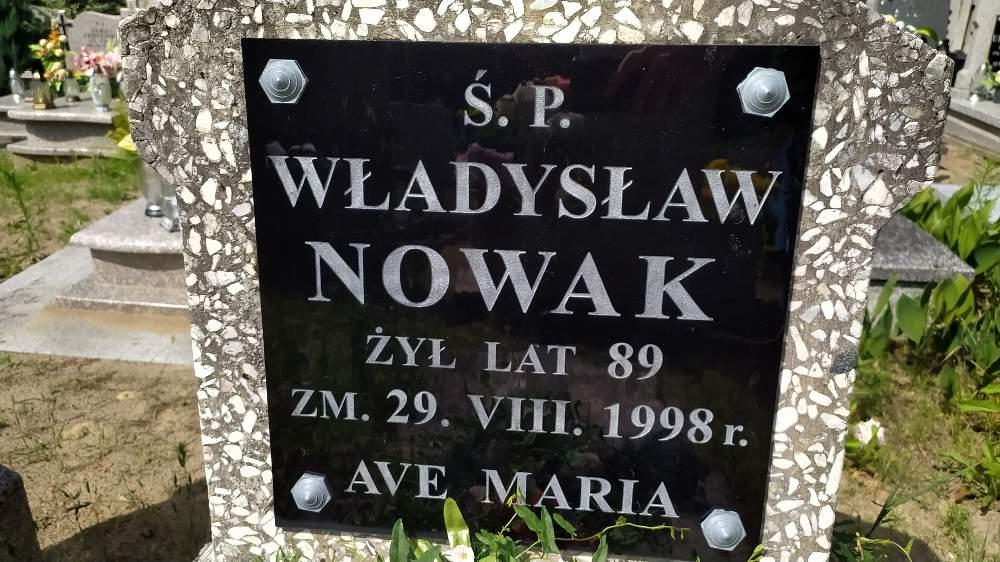 Ś. P.
WŁADYSŁAW
NOWAK
ŻYŁ LAT 89
ZM. 29. VIII. 1998 r.
AVE MARIA